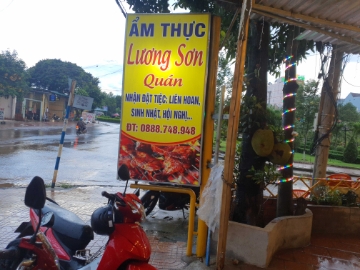 ẨM THỰC
Lương Sơn
Quán
NHẬN ĐẶT TIỆC: LIÊN HOAN,
SINH NHẬT, HỘI NGHỊ...
ĐT: 0888.748.948